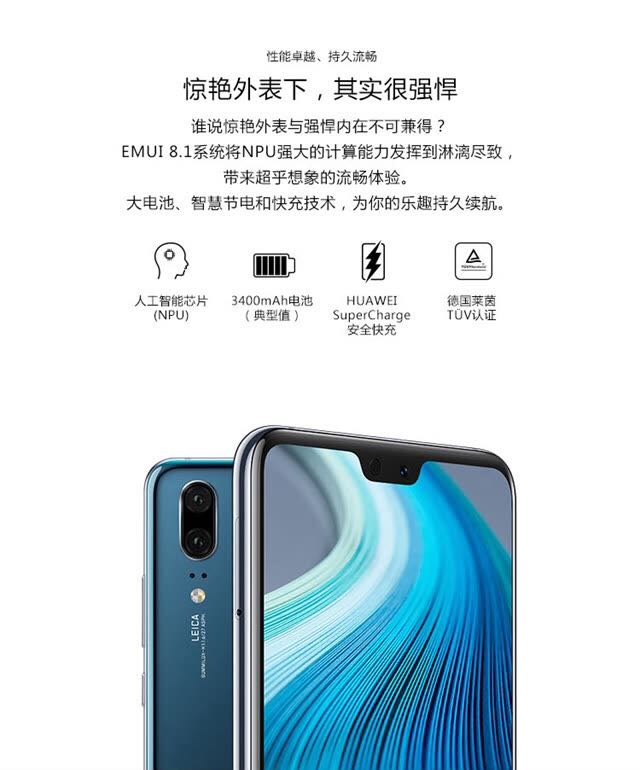 性能卓越、持久流畅
惊艳外表下，其实很强悍
谁说惊艳外表与强悍内在不可兼得？
EMUI 8.1系统将NPU强大的计算能力发挥到淋漓尽致，
带来超乎想象的流畅体验。
大电池、智慧节电和快充技术，为你的乐趣持久续航。
人工智能芯片
(NPU)
3400mAh电池
（典型值）
HUAWEI
SuperCharge
安全快充
德国莱茵
TÜV认证
LEICA